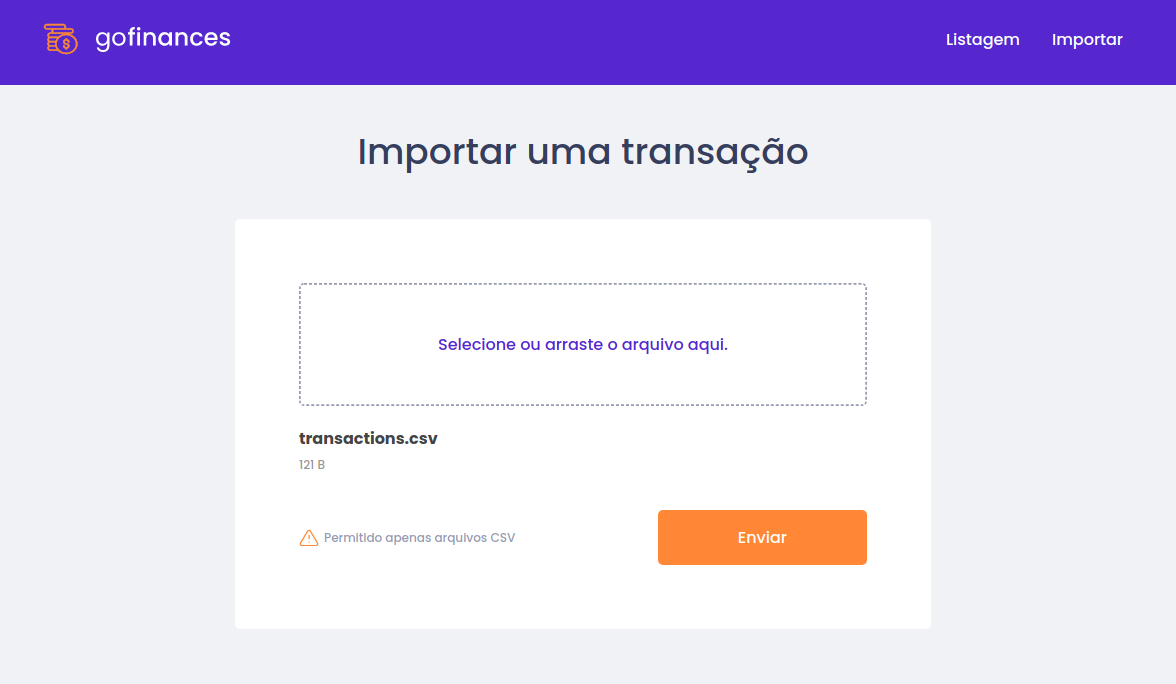 gofinances
Listagem
Importar
Importar uma transação
Selecione ou arraste o arquivo aqui.
transactions.csv
121 B
Permitido apenas arquivos CSV
Enviar